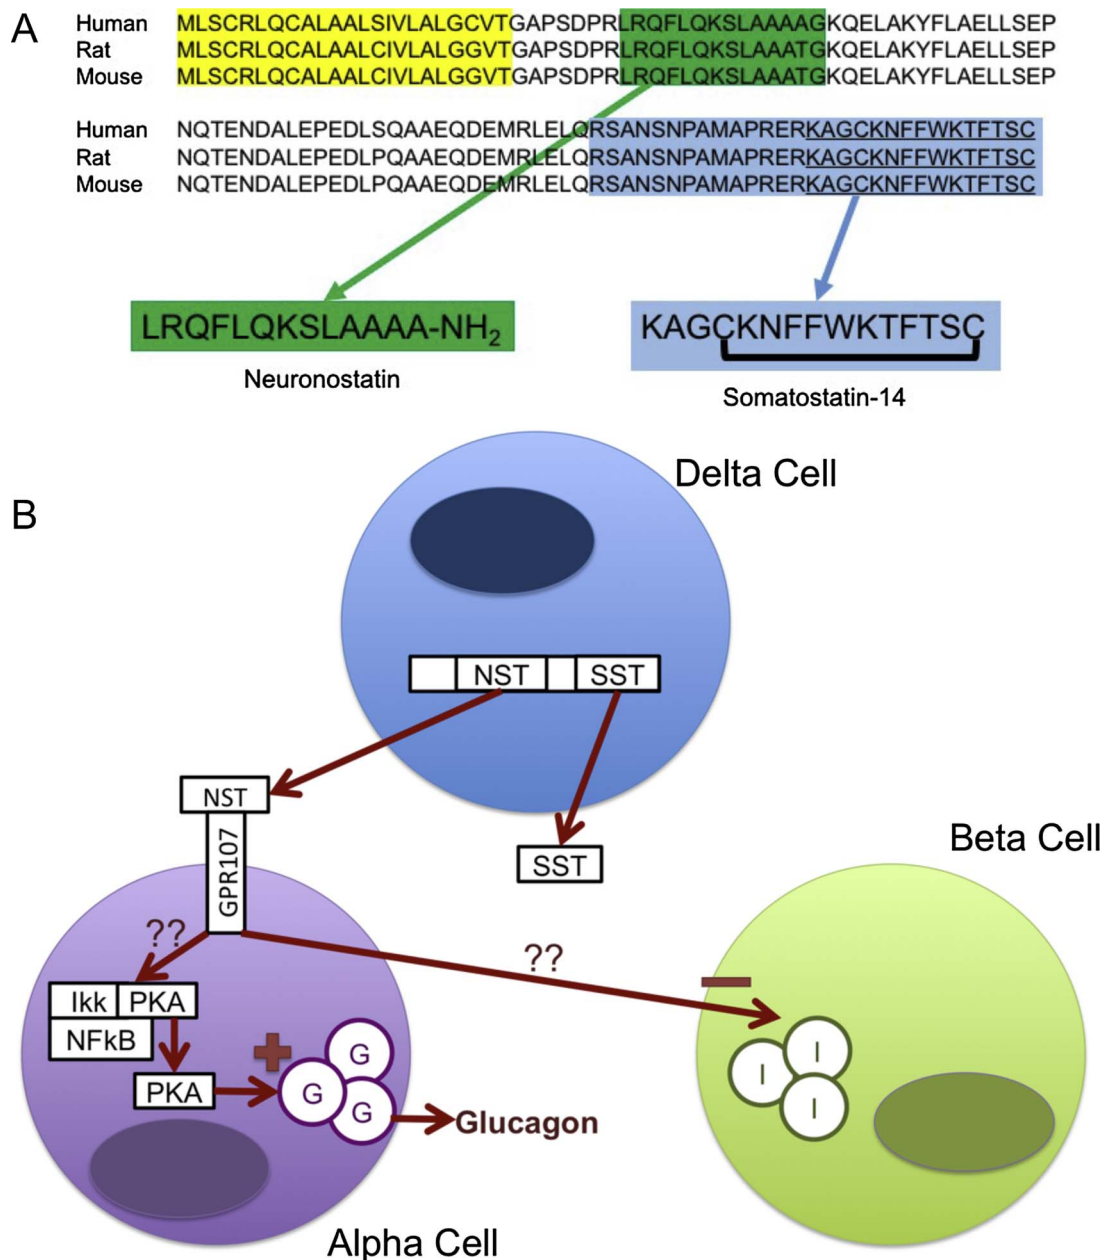 A
Human MLSCRLQCALAALSIVLALGCVTGAPSDPRLRQFLQKSLAAAAGKQELAKYFLAELLSEP
Rat MLSCRLQCALAALCIVLALGGVTGAPSDPRLRQFLQKSLAAATGKQELAKYFLAELLSEP
Mouse MLSCRLQCALAALCIVLALGGVTGAPSDPRLRQFLQKSLAAATGKQELAKYFLAELLSEP
Human NQTENDALEPEDLSQAAEQDEMRLELQRSANSNPAMAPRERKAGCKNFFWKTFTSC
Rat NQTENDALEPEDLPQAAEQDEMRLELQRSANSNPAMAPRERKAGCKNFFWKTFTSC
Mouse NQTENDALEPEDLPQAAEQDEMRLELQRSANSNPAMAPRERKAGCKNFFWKTFTSC
LRQFLQKSLAAAA-NH2
KAGCKNFFWKTFTSC
Neuronostatin
Somatostatin-14
B
Delta Cell
NST SST
NST
GPR107
SST
Beta Cell
??
??
Ikk PKA
NFkB
PKA
G
G
G
Glucagon
I
I
I
Alpha Cell